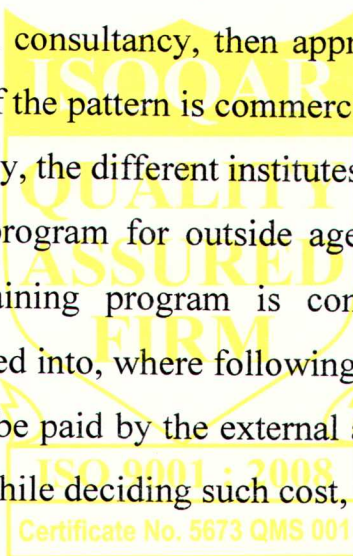 consultancy, then appr
ISOQAR
f the pattern is commerc
y, the different institutes
QUALITY
program for outside age
ASSURED
aining program is con
FIRM
ed into, where following
be paid by the external a
ISO 9001 : 2008
hile deciding such cost,
Certificate No. 5673 QMS 001